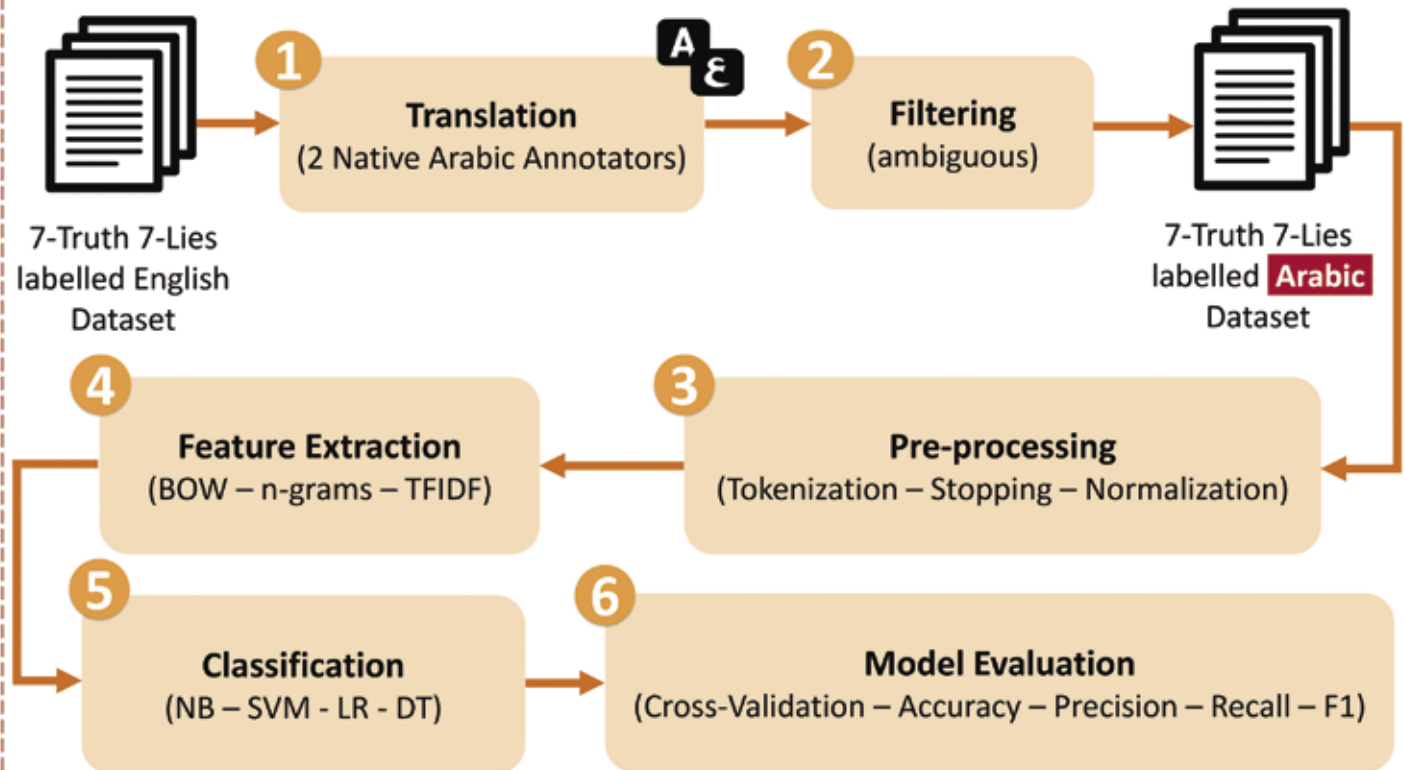 1
Translation
(2 Native Arabic Annotators)
A
ع
2
Filtering
(ambiguous)
7-Truth 7-Lies
labelled English
Dataset
7-Truth 7-Lies
labelled Arabic
Dataset
3
Pre-processing
(Tokenization – Stopping – Normalization)
4
Feature Extraction
(BOW – n-grams – TFIDF)
5
Classification
(NB – SVM - LR - DT)
6
Model Evaluation
(Cross-Validation – Accuracy – Precision – Recall – F1)